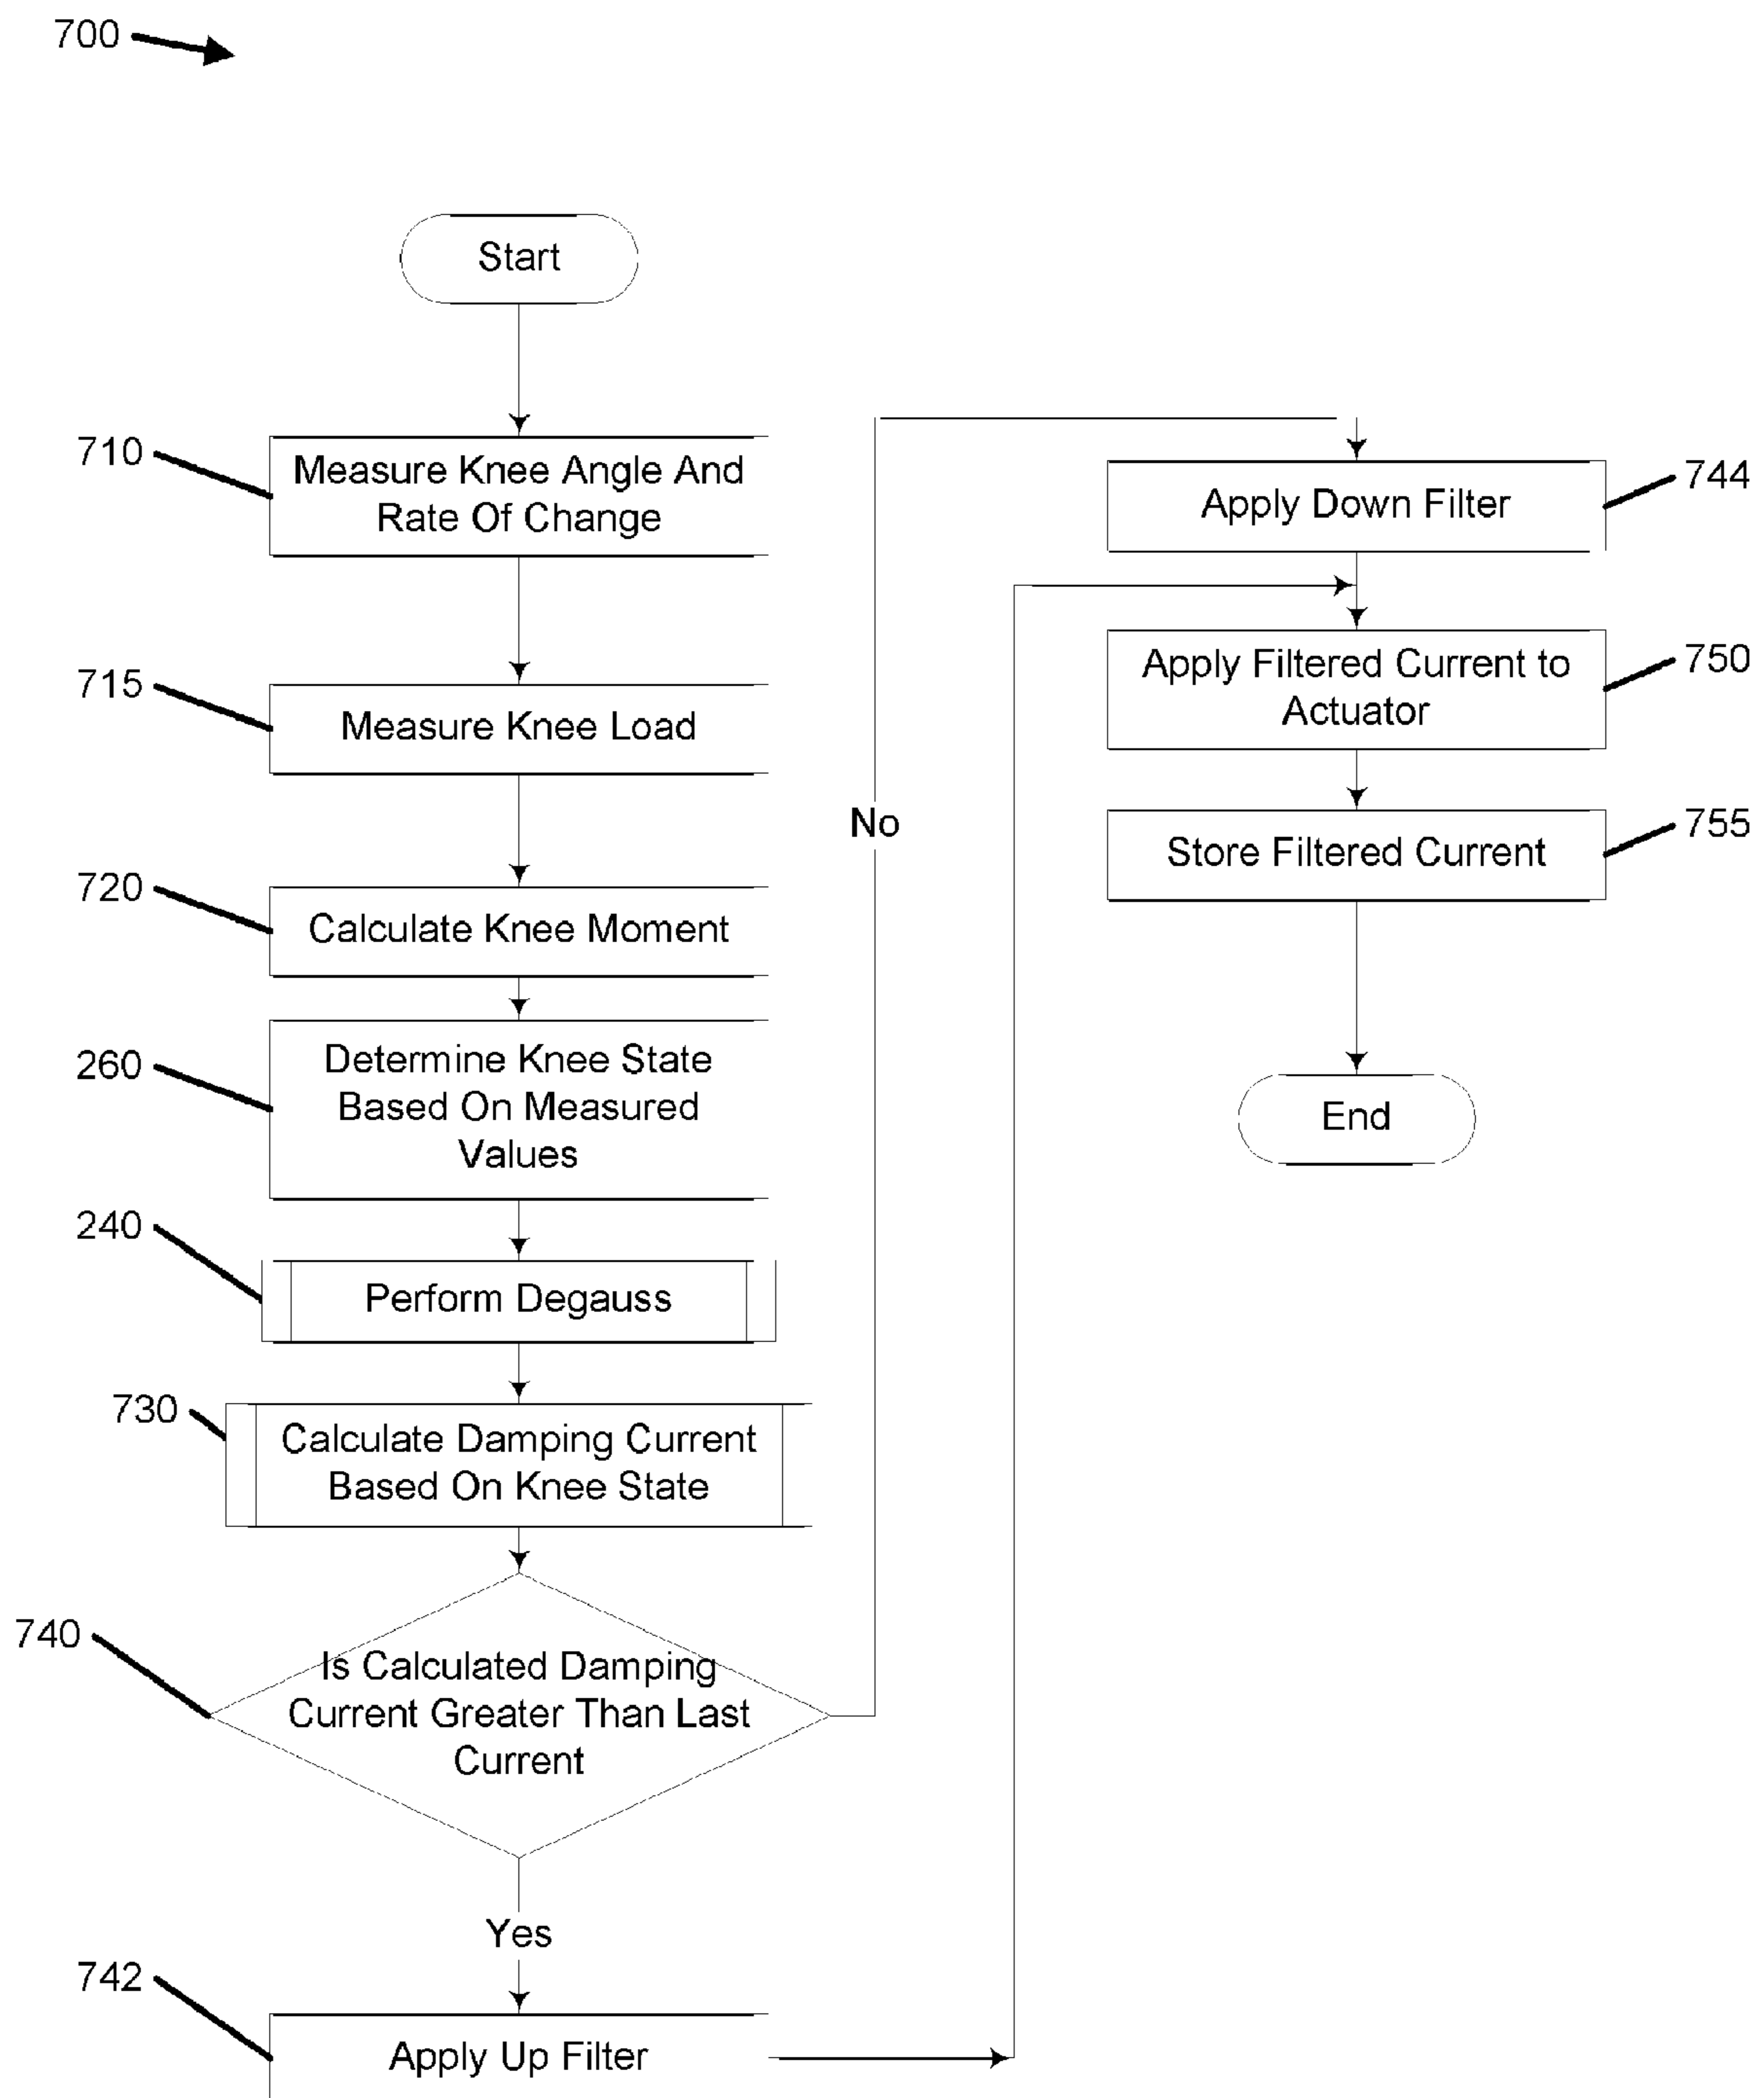 700
Start
710
Measure Knee Angle And
Rate Of Change
715
Measure Knee Load
720
Calculate Knee Moment
260
Determine Knee State
Based On Measured
Values
240
Perform Degauss
730
Calculate Damping Current
Based On Knee State
740
Is Calculated Damping
Current Greater Than Last
Current
Yes
742
Apply Up Filter
No
744
Apply Down Filter
750
Apply Filtered Current to
Actuator
755
Store Filtered Current
End